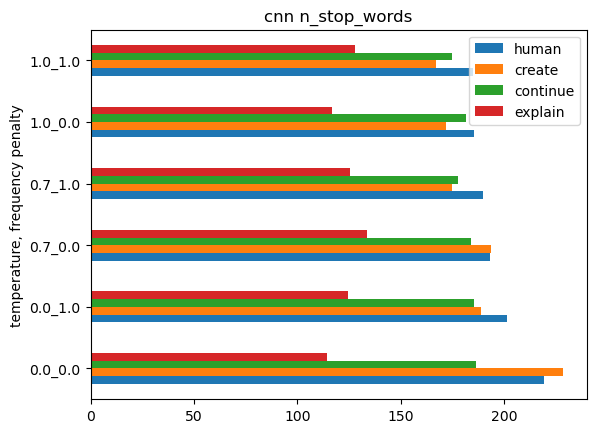 cnn n_stop_words
human
create
continue
explain
temperature, frequency penalty
1.0_1.0
1.0_0.0
0.7_1.0
0.7_0.0
0.0_1.0
0.0_0.0
0 50 100 150 200